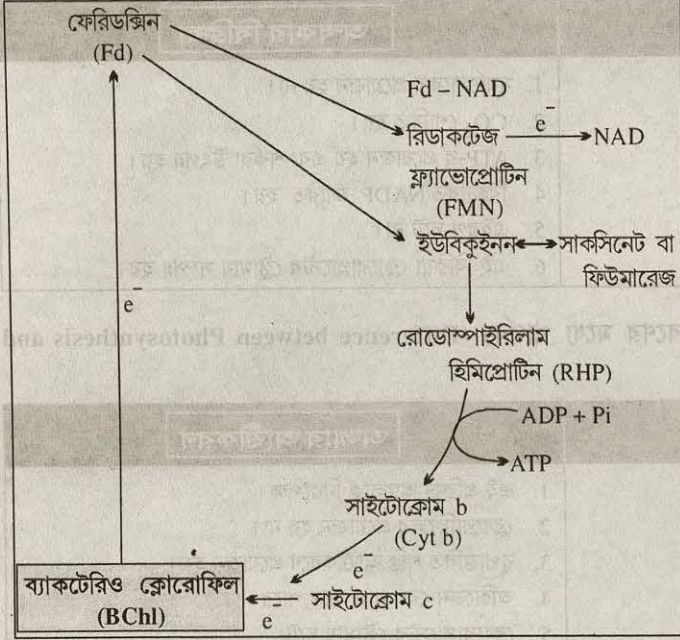 ফেরিডক্সিন
(Fd)
Fd – NAD
রিডাকটেজ e⁻ NAD
ফ্ল্যাভোপ্রোটিন
(FMN)
ইউবিকুইনন সাকসিনেট বা
ফিউমারেজ
e⁻
রোডোস্পাইরিলাম
হিমিপ্রোটিন (RHP)
ADP + Pi
ATP
সাইটোক্রোম b
(Cyt b)
e⁻
ব্যাকটেরিও ক্লোরোফিল
(BChl)
e⁻
সাইটোক্রোম c